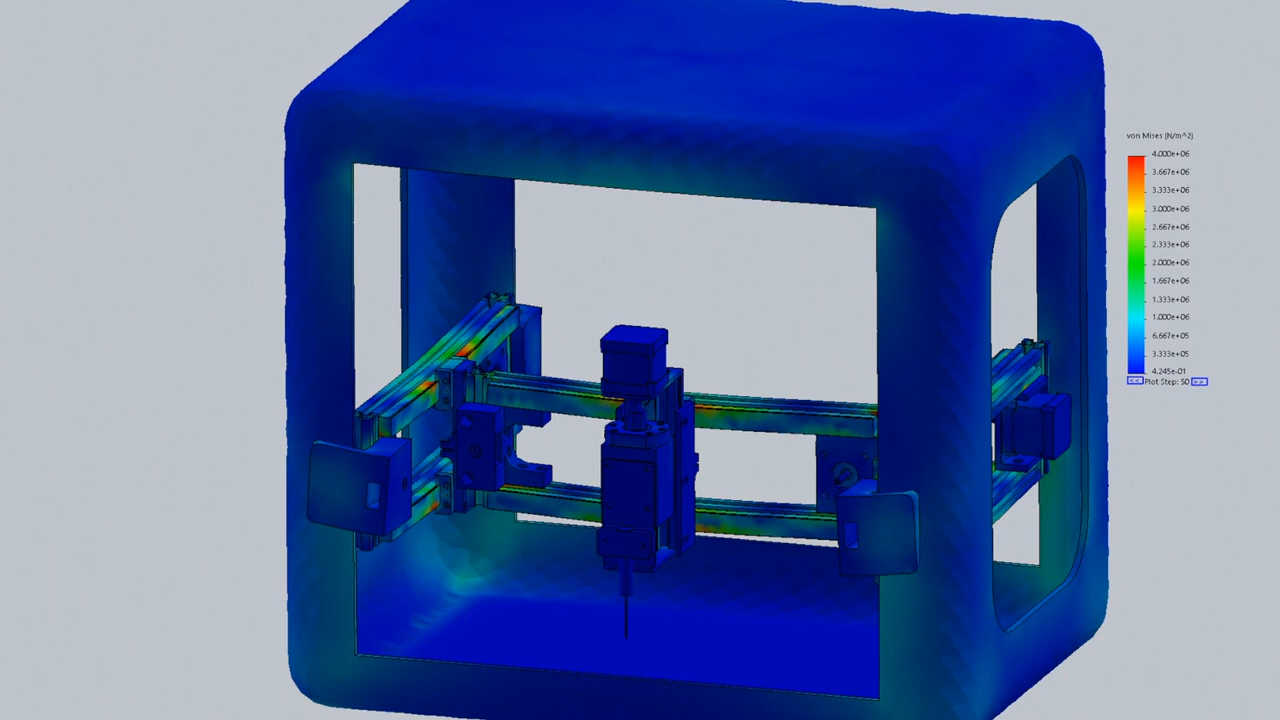 von Mises (N/m^2)
4.000e+06
3.667e+06
3.333e+06
3.000e+06
2.667e+06
2.333e+06
2.000e+06
1.667e+06
1.333e+06
1.000e+06
6.667e+05
3.333e+05
4.245e-01
<< Plot Step: 50 >>